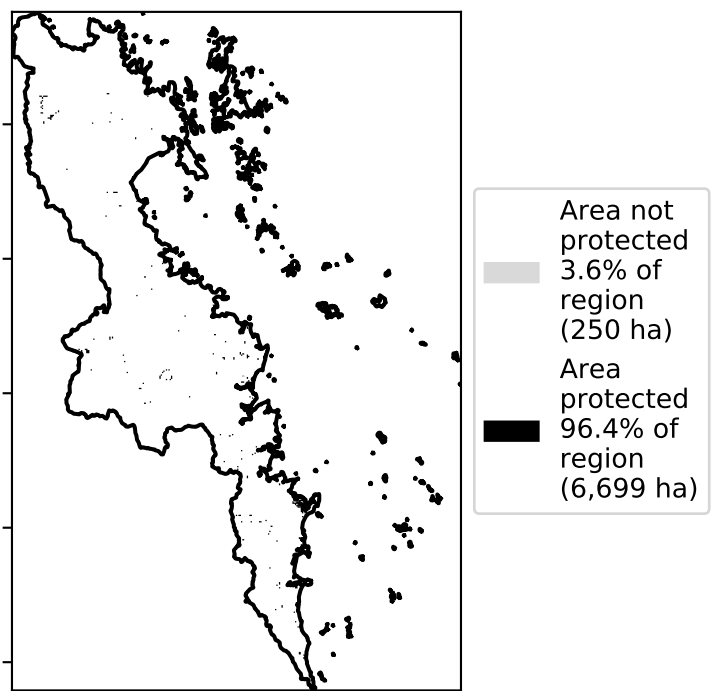 Area not
protected
3.6% of
region
(250 ha)
Area
protected
96.4% of
region
(6,699 ha)